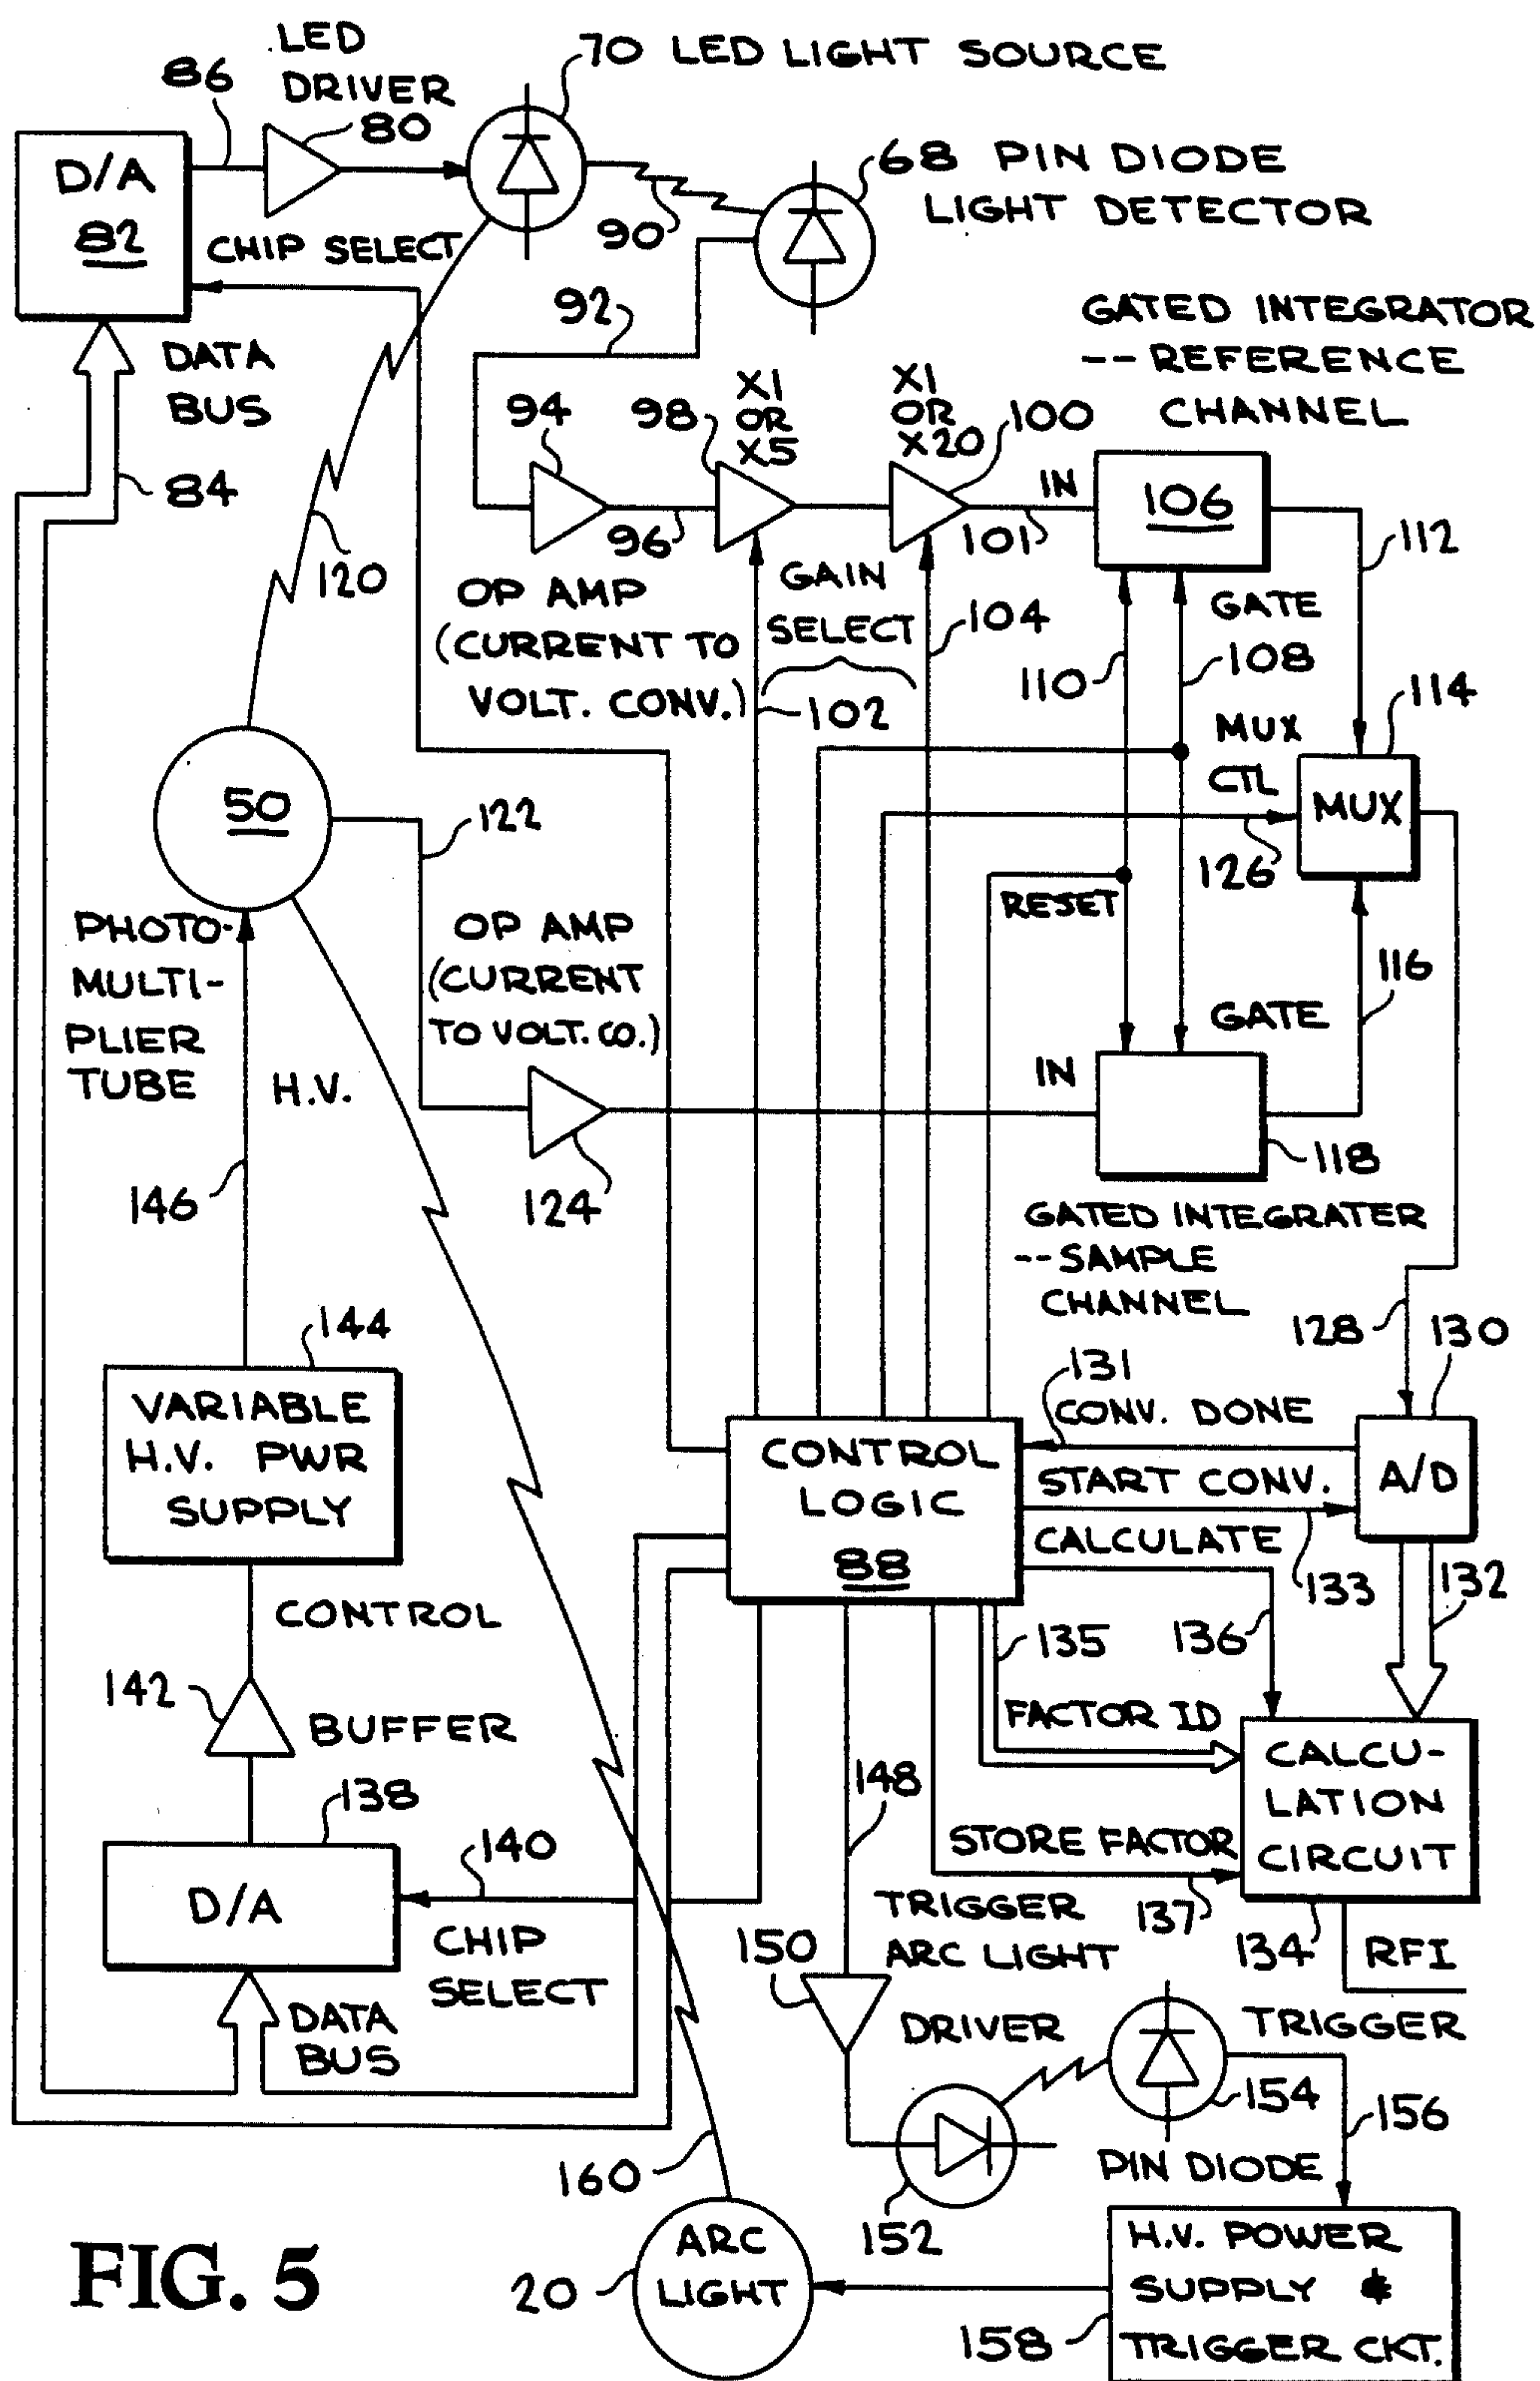 LED
DRIVER
86
80
70 LED LIGHT SOURCE
D/A
82
90
68 PIN DIODE
LIGHT DETECTOR
CHIP SELECT
92
GATED INTEGRATOR
-- REFERENCE
CHANNEL
DATA
BUS
84
94
98
X1
OR
X5
X1
OR
X20
100
IN
106
96
101
112
120
OP AMP
(CURRENT TO
VOLT. CONV.)
GAIN
SELECT
102
104
110
GATE
108
114
MUX
CTL
MUX
126
50
122
RESET
PHOTO-
MULTI-
PLIER
TUBE
OP AMP
(CURRENT
TO VOLT. CO.)
116
GATE
H.V.
IN
118
146
124
GATED INTEGRATER
-- SAMPLE
CHANNEL
128
130
144
VARIABLE
H.V. PWR
SUPPLY
131
CONV. DONE
CONTROL
LOGIC
88
START CONV.
A/D
CALCULATE
133
132
CONTROL
135
136
142
BUFFER
FACTOR ID
CALCU-
LATION
CIRCUIT
138
148
STORE FACTOR
140
D/A
CHIP
SELECT
137
134
RFI
TRIGGER
ARC LIGHT
150
DATA
BUS
DRIVER
TRIGGER
154
156
PIN DIODE
160
152
ARC
LIGHT
20
H.V. POWER
SUPPLY &
TRIGGER CKT.
158
FIG. 5